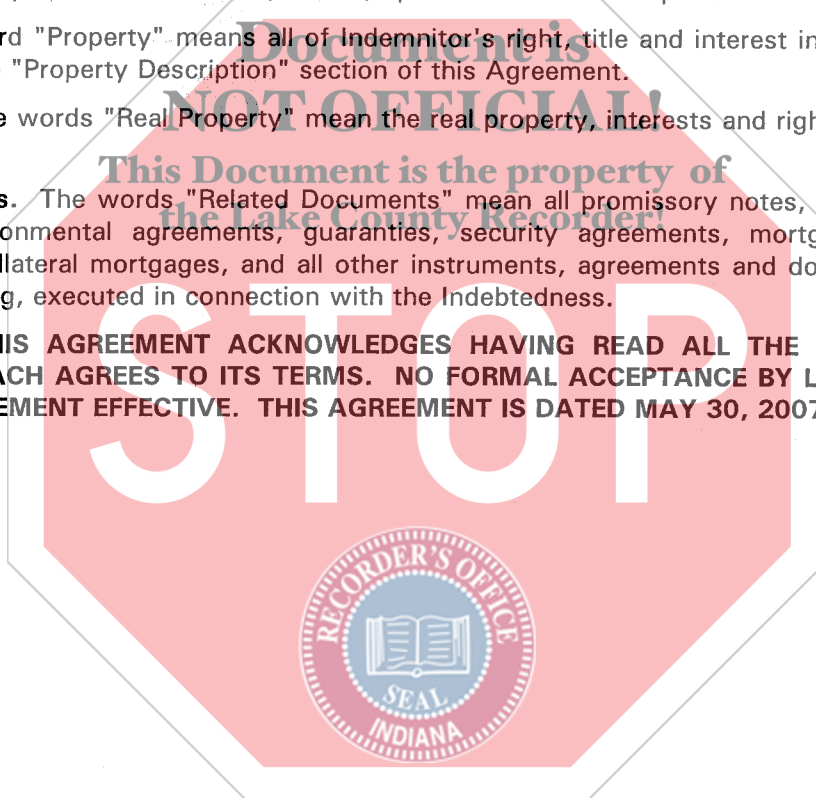 Document is
rd "Property" means all of Indemnitor's right, title and interest in
"Property Description" section of this Agreement.
NOT OFFICIAL!
e words "Real Property" mean the real property, interests and righ
This Document is the property of
s. The words "Related Documents" mean all promissory notes,
the Lake County Recorder!
onmental agreements, guaranties, security agreements, mortg
llateral mortgages, and all other instruments, agreements and do
g, executed in connection with the Indebtedness.
IIS AGREEMENT ACKNOWLEDGES HAVING READ ALL THE
ACH AGREES TO ITS TERMS. NO FORMAL ACCEPTANCE BY L
EMENT EFFECTIVE. THIS AGREEMENT IS DATED MAY 30, 2007
STOP
RECORDER'S OFFICE
SEAL
INDIANA